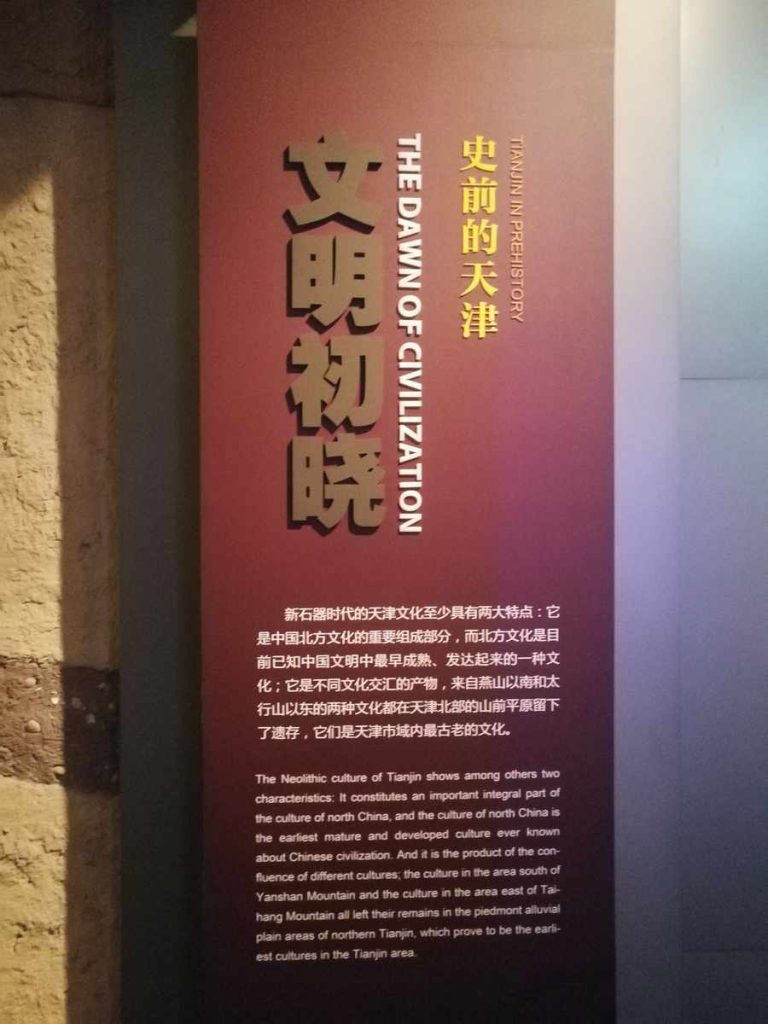 TIANJIN IN PREHISTORY
史前的天津
THE DAWN OF CIVILIZATION
文明初晓
新石器时代的天津文化至少具有两大特点：它
是中国北方文化的重要组成部分，而北方文化是目
前已知中国文明中最早成熟、发达起来的一种文
化；它是不同文化交汇的产物，来自燕山以南和太
行山以东的两种文化都在天津北部的山前平原留下
了遗存，它们是天津市域内最古老的文化。
The Neolithic culture of Tianjin shows among others two
characteristics: It constitutes an important integral part of
the culture of north China, and the culture of north China is
the earliest mature and developed culture ever known
about Chinese civilization. And it is the product of the con-
fluence of different cultures; the culture in the area south of
Yanshan Mountain and the culture in the area east of Tai-
hang Mountain all left their remains in the piedmont alluvial
plain areas of northern Tianjin, which prove to be the earli-
est cultures in the Tianjin area.